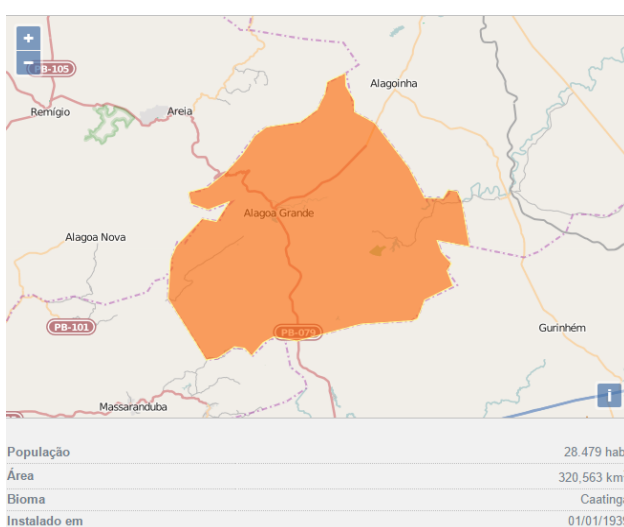 +
−
PB-105
Remígio
Areia
Alagoinha
Alagoa Grande
Alagoa Nova
PB-101
PB-079
Gurinhém
Massaranduba
i
População 28.479 hab
Área 320,563 km
Bioma Caatinga
Instalado em 01/01/1939